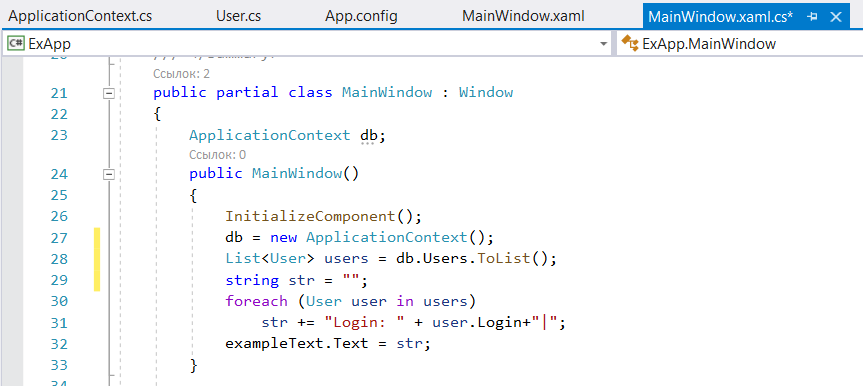 ApplicationContext.cs User.cs App.config MainWindow.xaml MainWindow.xaml.cs*
C# ExApp ExApp.MainWindow
Ссылок: 2
21 public partial class MainWindow : Window
22 {
23 ApplicationContext db;
Ссылок: 0
24 public MainWindow()
25 {
26 InitializeComponent();
27 db = new ApplicationContext();
28 List<User> users = db.Users.ToList();
29 string str = "";
30 foreach (User user in users)
31 str += "Login: " + user.Login+"|";
32 exampleText.Text = str;
33 }
34